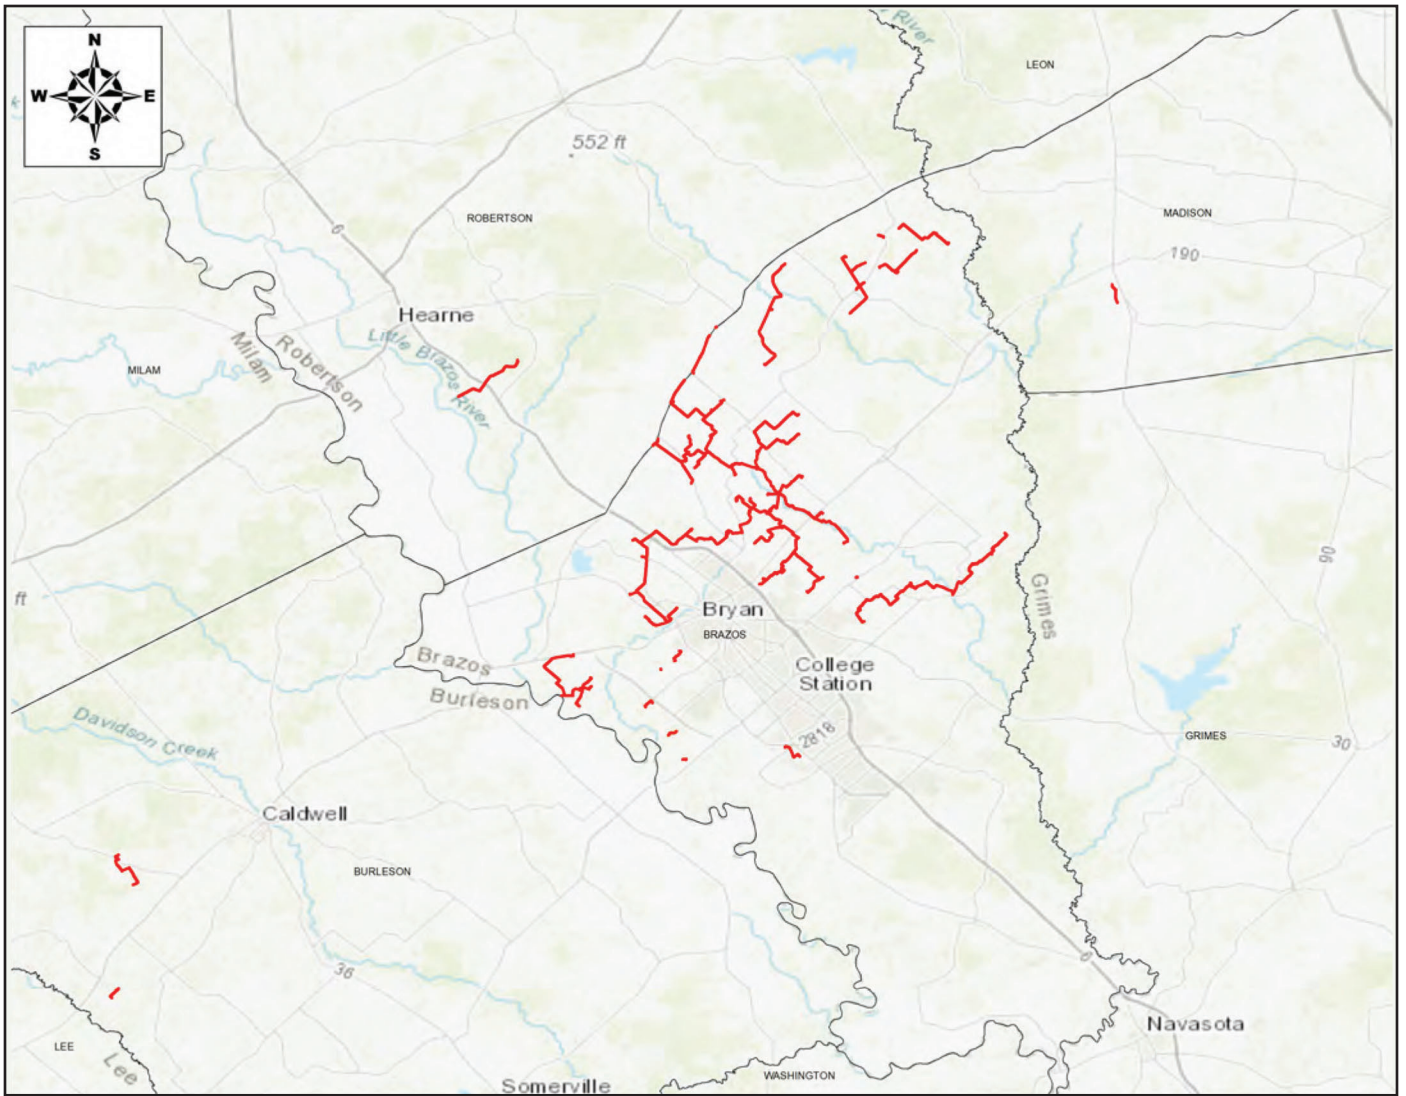 River
LEON
N
W E
S
552 ft
MADISON
ROBERTSON
6
190
Hearne
Little Brazos River
Robertson
Milam
MILAM
90
ft
Grimes
Bryan
BRAZOS
Brazos
College
Station
Burleson
Davidson Creek
2818
GRIMES
30
Caldwell
BURLESON
36
6
Navasota
LEE
Lee
WASHINGTON
Somerville